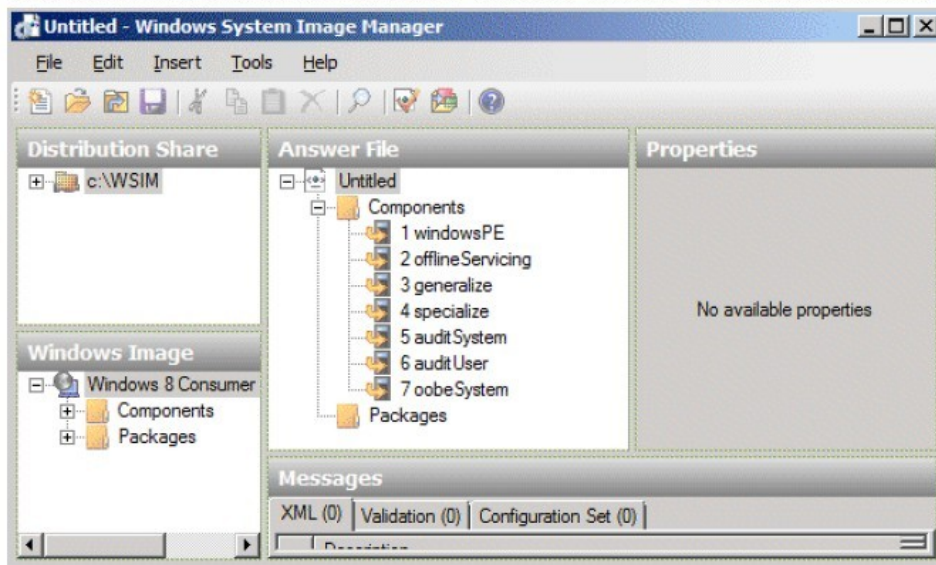 Untitled - Windows System Image Manager
File Edit Insert Tools Help
Distribution Share
c:\WSIM
Windows Image
Windows 8 Consumer
Components
Packages
Answer File
Untitled
Components
1 windowsPE
2 offlineServicing
3 generalize
4 specialize
5 auditSystem
6 auditUser
7 oobeSystem
Packages
Properties
No available properties
Messages
XML (0) Validation (0) Configuration Set (0)